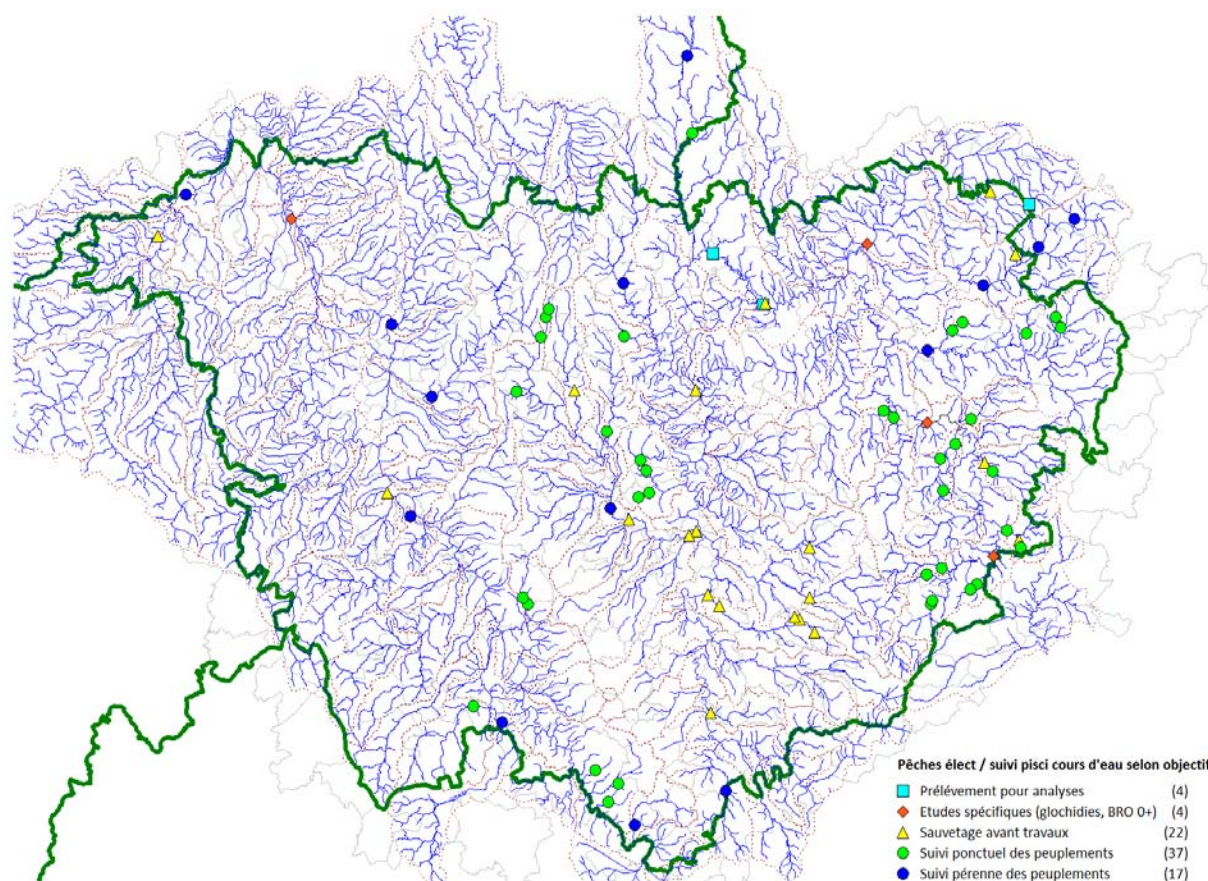 Pêches élect / suivi pisci cours d'eau selon objectif
Prélévement pour analyses (4)
Etudes spécifiques (glochidies, BRO 0+) (4)
Sauvetage avant travaux (22)
Suivi ponctuel des peuplements (37)
Suivi pérenne des peuplements (17)